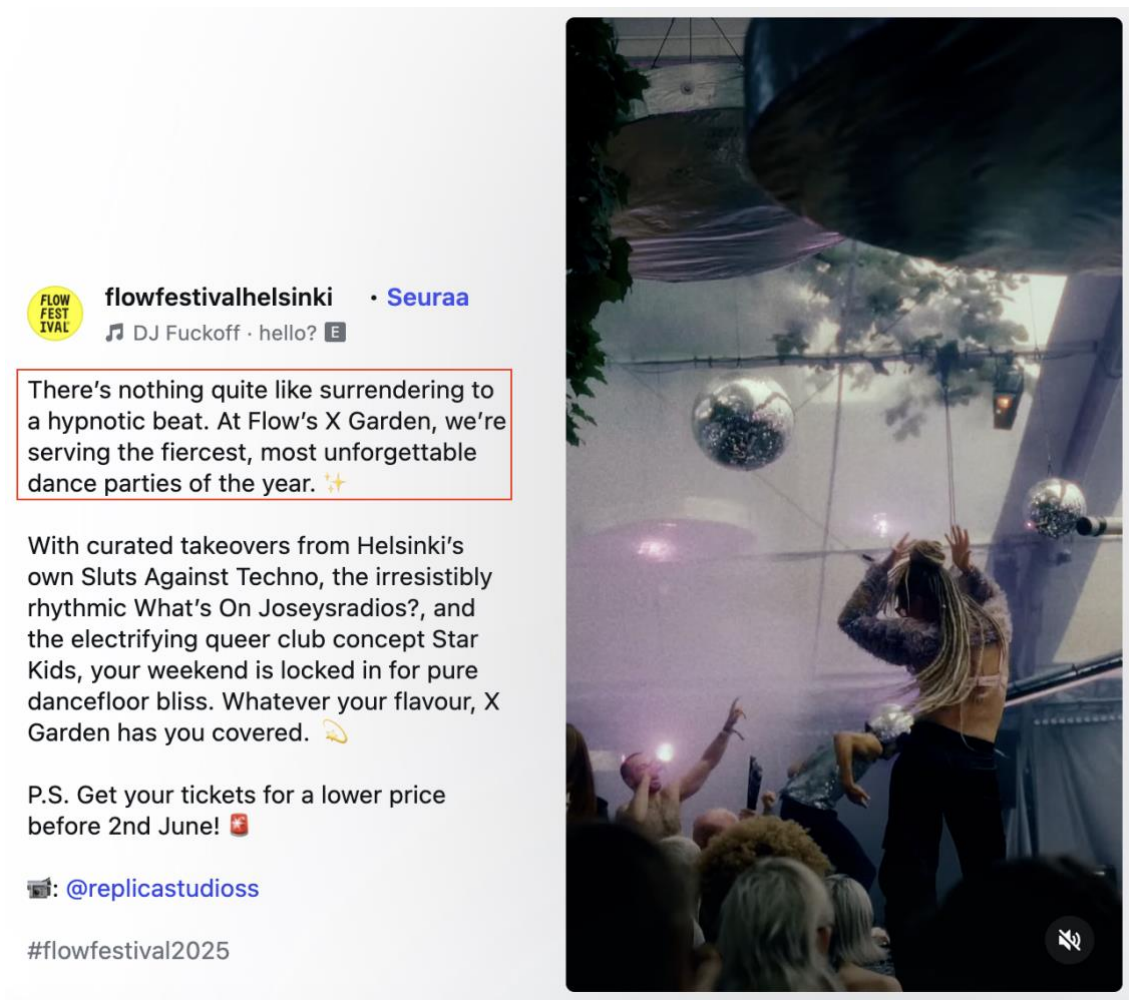 FLOW
FEST
IVAL
flowfestivalhelsinki • Seuraa
DJ Fuckoff · hello? E
There’s nothing quite like surrendering to
a hypnotic beat. At Flow’s X Garden, we’re
serving the fiercest, most unforgettable
dance parties of the year. ✨
With curated takeovers from Helsinki’s
own Sluts Against Techno, the irresistibly
rhythmic What’s On Joseysradios?, and
the electrifying queer club concept Star
Kids, your weekend is locked in for pure
dancefloor bliss. Whatever your flavour, X
Garden has you covered. 💫
P.S. Get your tickets for a lower price
before 2nd June! 🚨
📹: @replicastudioss
#flowfestival2025